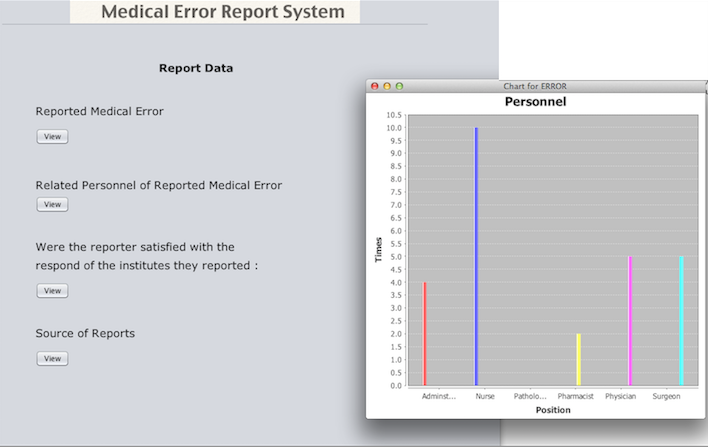 Medical Error Report System
Report Data
Reported Medical Error
View
Related Personnel of Reported Medical Error
View
Were the reporter satisfied with the
respond of the institutes they reported :
View
Source of Reports
View
Chart for ERROR
Personnel
10.5
10.0
9.5
9.0
8.5
8.0
7.5
7.0
6.5
6.0
5.5
5.0
4.5
4.0
3.5
3.0
2.5
2.0
1.5
1.0
0.5
0.0
Times
Administ... Nurse Patholo... Pharmacist Physician Surgeon
Position